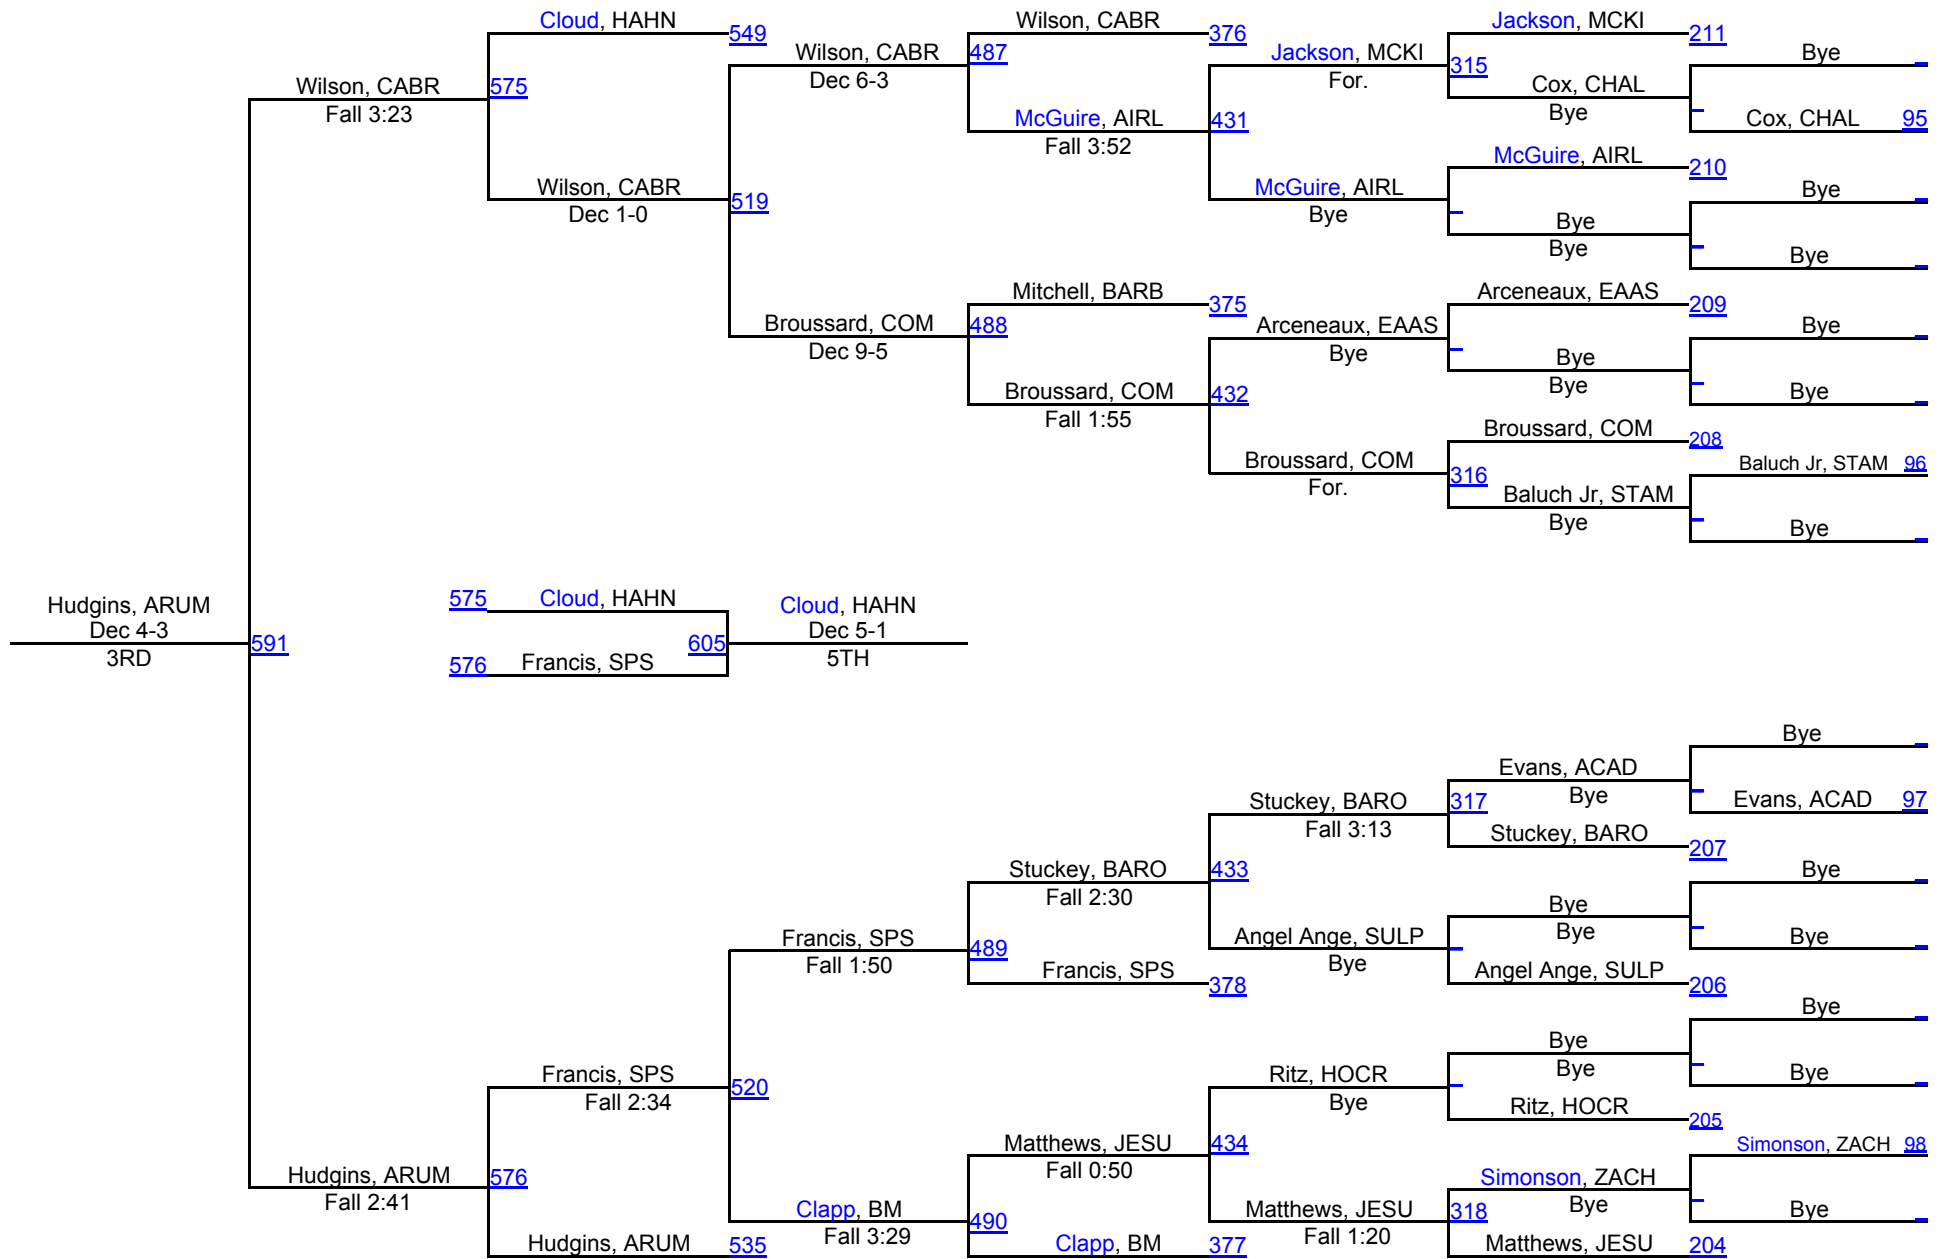 Cloud, HAHN 549
Wilson, CABR 376
Jackson, MCKI 211
Bye
Wilson, CABR
Dec 6-3
487
Jackson, MCKI
For.
315
Cox, CHAL
Bye
Wilson, CABR
Fall 3:23
575
McGuire, AIRL
Fall 3:52
431
Cox, CHAL 95
McGuire, AIRL 210
Wilson, CABR
Dec 1-0
519
McGuire, AIRL
Bye
Bye
Bye
Bye
Bye
Mitchell, BARB 375
Arceneaux, EAAS 209
Broussard, COM
Dec 9-5
488
Arceneaux, EAAS
Bye
Bye
Bye
Bye
Bye
Broussard, COM
Fall 1:55
432
Broussard, COM 208
Broussard, COM
For.
316
Baluch Jr, STAM 96
Baluch Jr, STAM
Bye
Bye
Hudgins, ARUM
Dec 4-3
3RD
591
575 Cloud, HAHN
576 Francis, SPS
605
Cloud, HAHN
Dec 5-1
5TH
Bye
Evans, ACAD
Bye
Evans, ACAD 97
Stuckey, BARO
Fall 3:13
317
Stuckey, BARO 207
Stuckey, BARO
Fall 2:30
433
Bye
Bye
Bye
Bye
Francis, SPS
Fall 1:50
489
Angel Ange, SULP
Bye
Francis, SPS 378
Angel Ange, SULP 206
Bye
Francis, SPS
Fall 2:34
520
Ritz, HOCR
Bye
Bye
Bye
Bye
Ritz, HOCR 205
Matthews, JESU
Fall 0:50
434
Simonson, ZACH 98
Hudgins, ARUM
Fall 2:41
576
Simonson, ZACH
Bye
Clapp, BM
Fall 3:29
490
Matthews, JESU
Fall 1:20
318
Bye
Hudgins, ARUM 535
Clapp, BM 377
Matthews, JESU 204